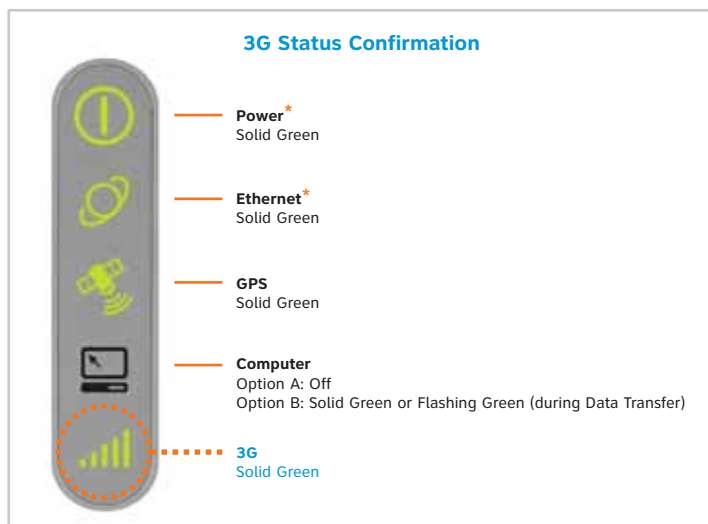 3G Status Confirmation
Power*
Solid Green
Ethernet*
Solid Green
GPS
Solid Green
Computer
Option A: Off
Option B: Solid Green or Flashing Green (during Data Transfer)
3G
Solid Green